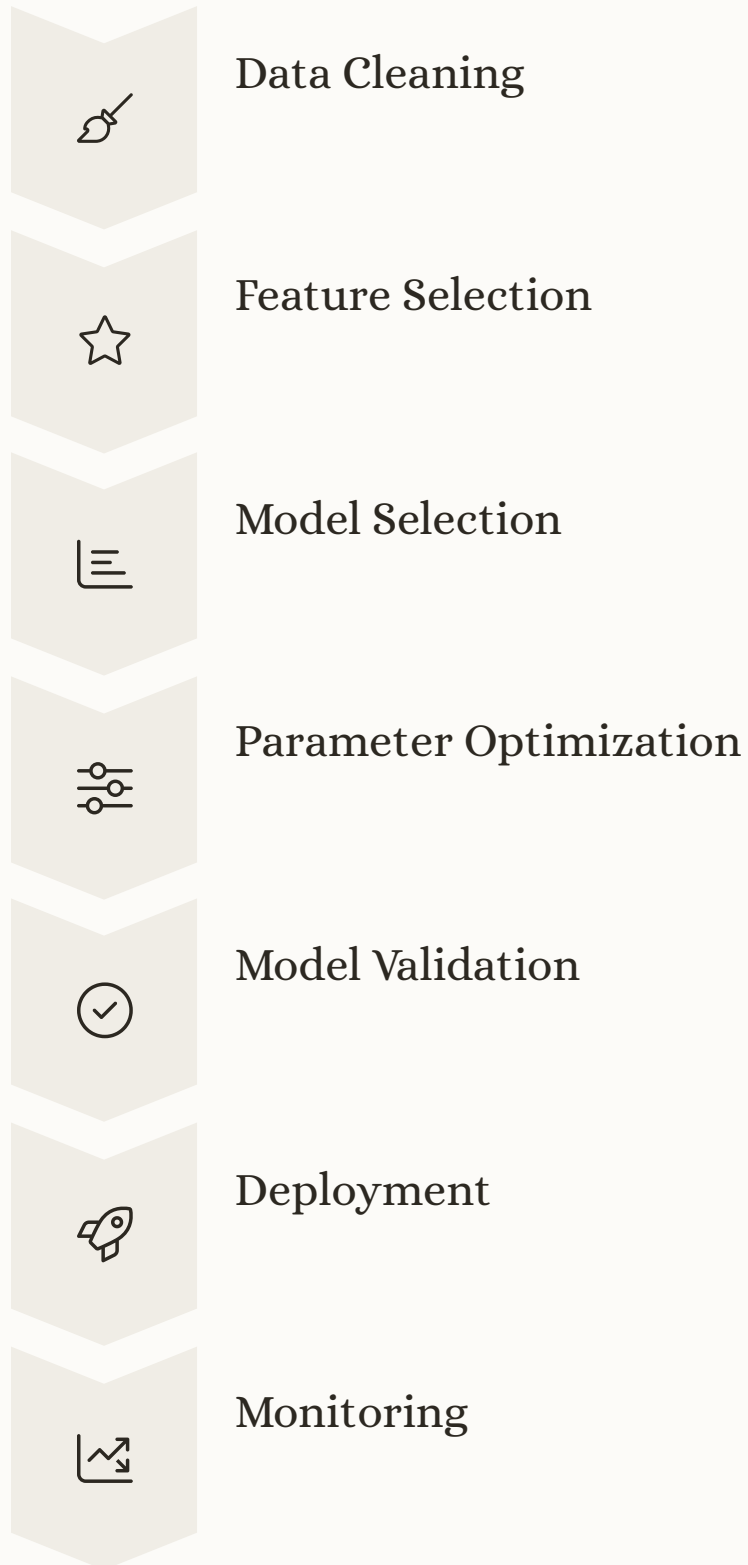 Data Cleaning
Feature Selection
Model Selection
Parameter Optimization
Model Validation
Deployment
Monitoring